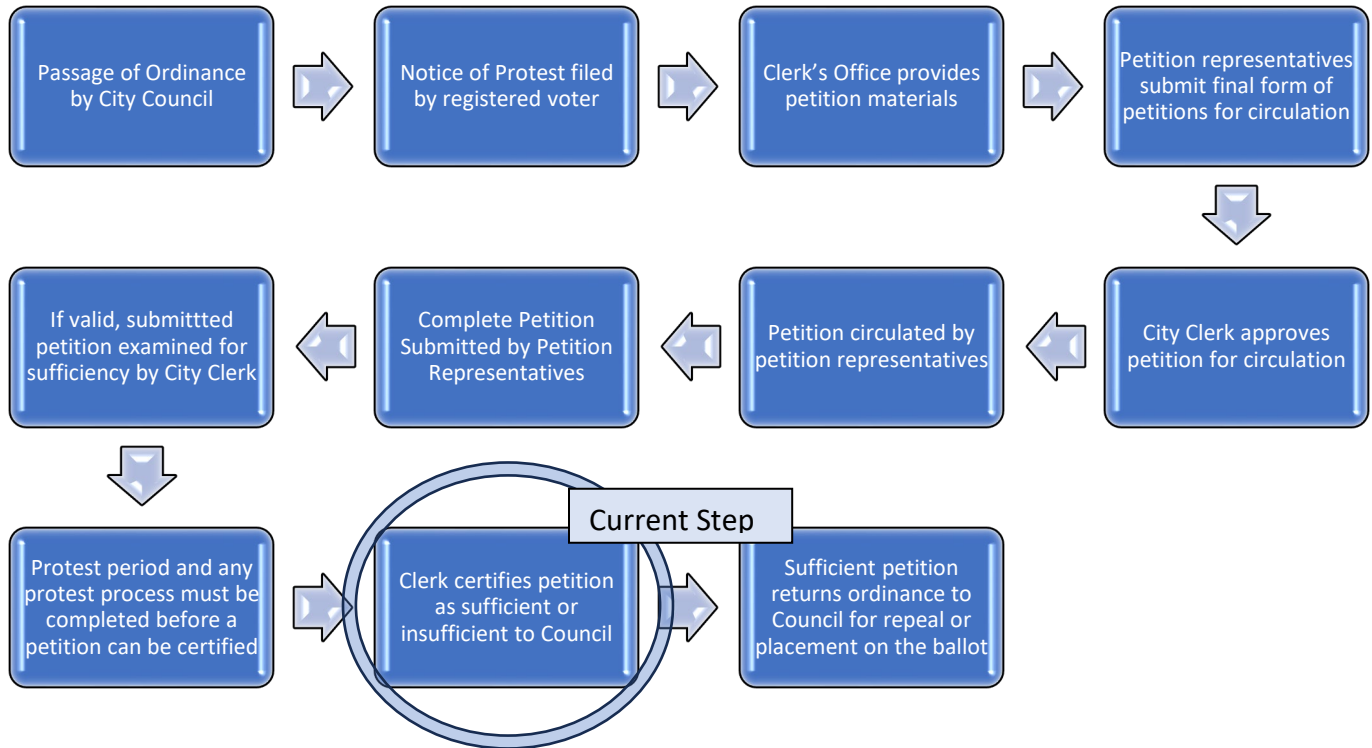 Passage of Ordinance
by City Council
Notice of Protest filed
by registered voter
Clerk’s Office provides
petition materials
Petition representatives
submit final form of
petitions for circulation
City Clerk approves
petition for circulation
Petition circulated by
petition representatives
Complete Petition
Submitted by Petition
Representatives
If valid, submittted
petition examined for
sufficiency by City Clerk
Protest period and any
protest process must be
completed before a
petition can be certified
Current Step
Clerk certifies petition
as sufficient or
insufficient to Council
Sufficient petition
returns ordinance to
Council for repeal or
placement on the ballot